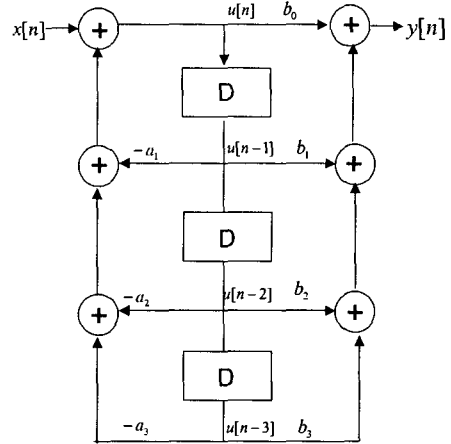 x[n] + u[n] b₀ + y[n]
D
+ -a₁ u[n-1] b₁ +
D
+ -a₂ u[n-2] b₂ +
D
-a₃ u[n-3] b₃